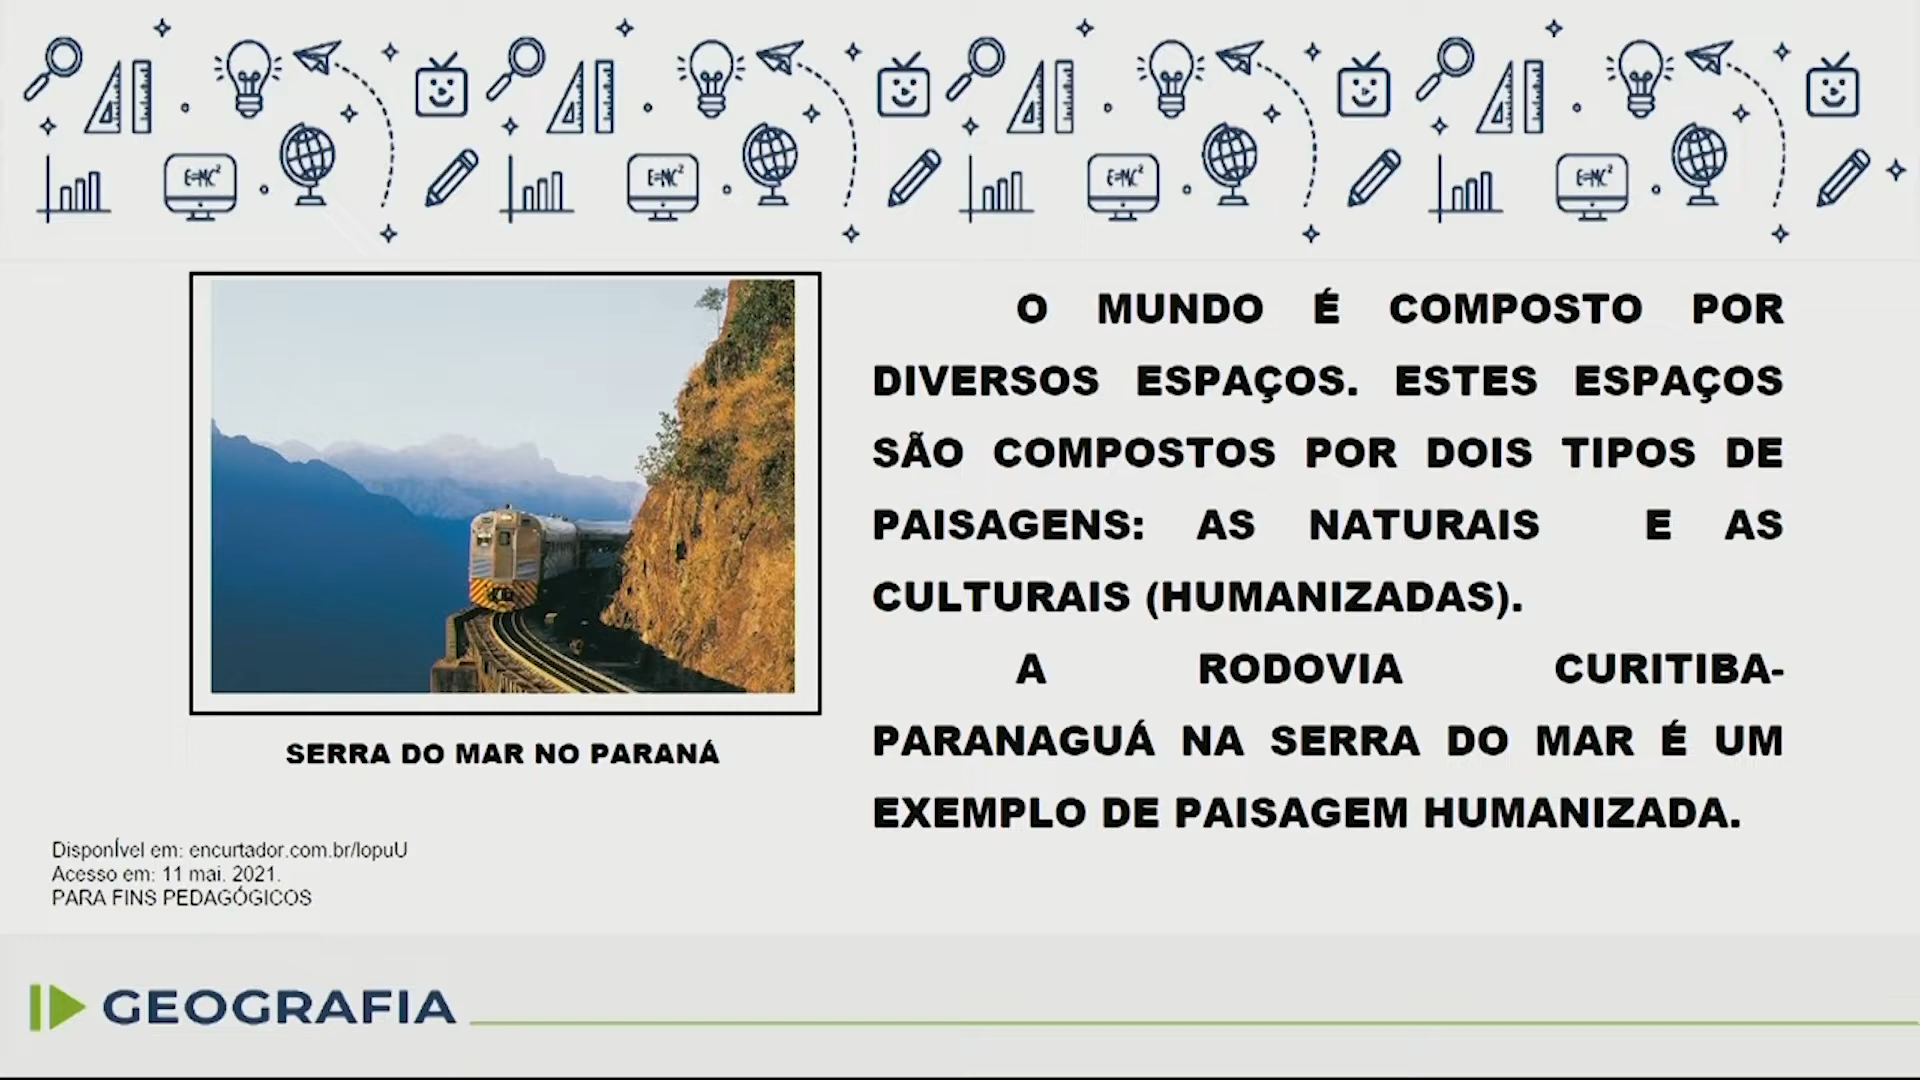 E=MC²
E=MC²
E=MC²
E=MC²
O MUNDO É COMPOSTO POR
DIVERSOS ESPAÇOS. ESTES ESPAÇOS
SÃO COMPOSTOS POR DOIS TIPOS DE
PAISAGENS: AS NATURAIS E AS
CULTURAIS (HUMANIZADAS).
A RODOVIA CURITIBA-
PARANAGUÁ NA SERRA DO MAR É UM
EXEMPLO DE PAISAGEM HUMANIZADA.
SERRA DO MAR NO PARANÁ
Disponível em: encurtador.com.br/lopuU
Acesso em: 11 mai. 2021.
PARA FINS PEDAGÓGICOS
GEOGRAFIA